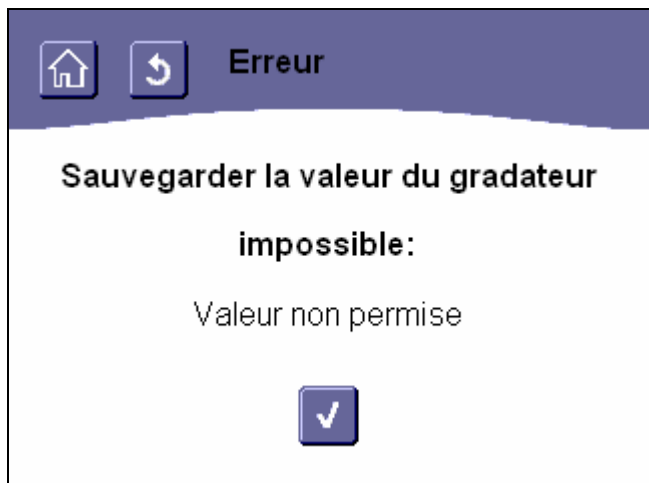 Erreur
Sauvegarder la valeur du gradateur
impossible:
Valeur non permise